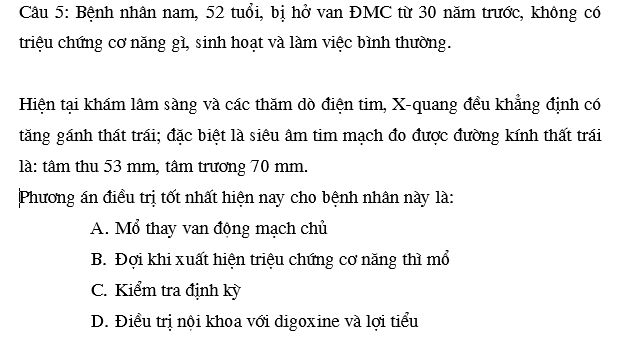 Câu 5: Bệnh nhân nam, 52 tuổi, bị hở van ĐMC từ 30 năm trước, không có
triệu chứng cơ năng gì, sinh hoạt và làm việc bình thường.
Hiện tại khám lâm sàng và các thăm dò điện tim, X-quang đều khẳng định có
tăng gánh thát trái; đặc biệt là siêu âm tim mạch đo được đường kính thất trái
là: tâm thu 53 mm, tâm trương 70 mm.
Phương án điều trị tốt nhất hiện nay cho bệnh nhân này là:
A. Mổ thay van động mạch chủ
B. Đợi khi xuất hiện triệu chứng cơ năng thì mổ
C. Kiểm tra định kỳ
D. Điều trị nội khoa với digoxine và lợi tiểu